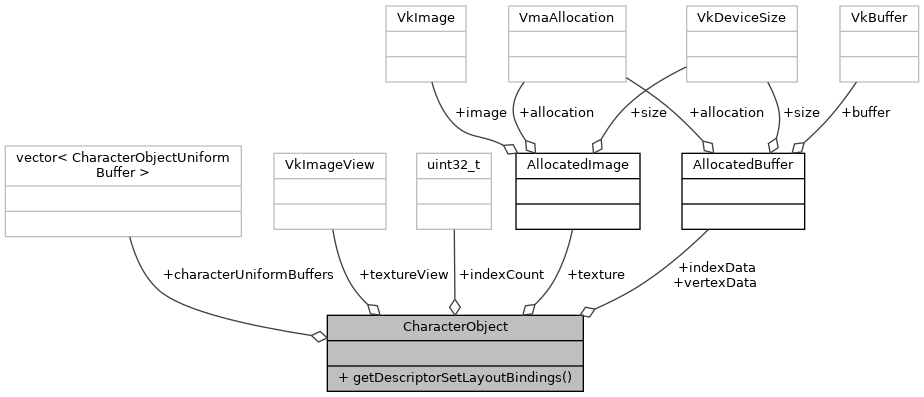 VkImage
VmaAllocation
VkDeviceSize
VkBuffer
+image
+allocation
+size
+allocation
+size
+buffer
vector< CharacterObjectUniform
Buffer >
VkImageView
uint32_t
AllocatedImage
AllocatedBuffer
+characterUniformBuffers
+textureView
+indexCount
+texture
+indexData
+vertexData
CharacterObject
+ getDescriptorSetLayoutBindings()